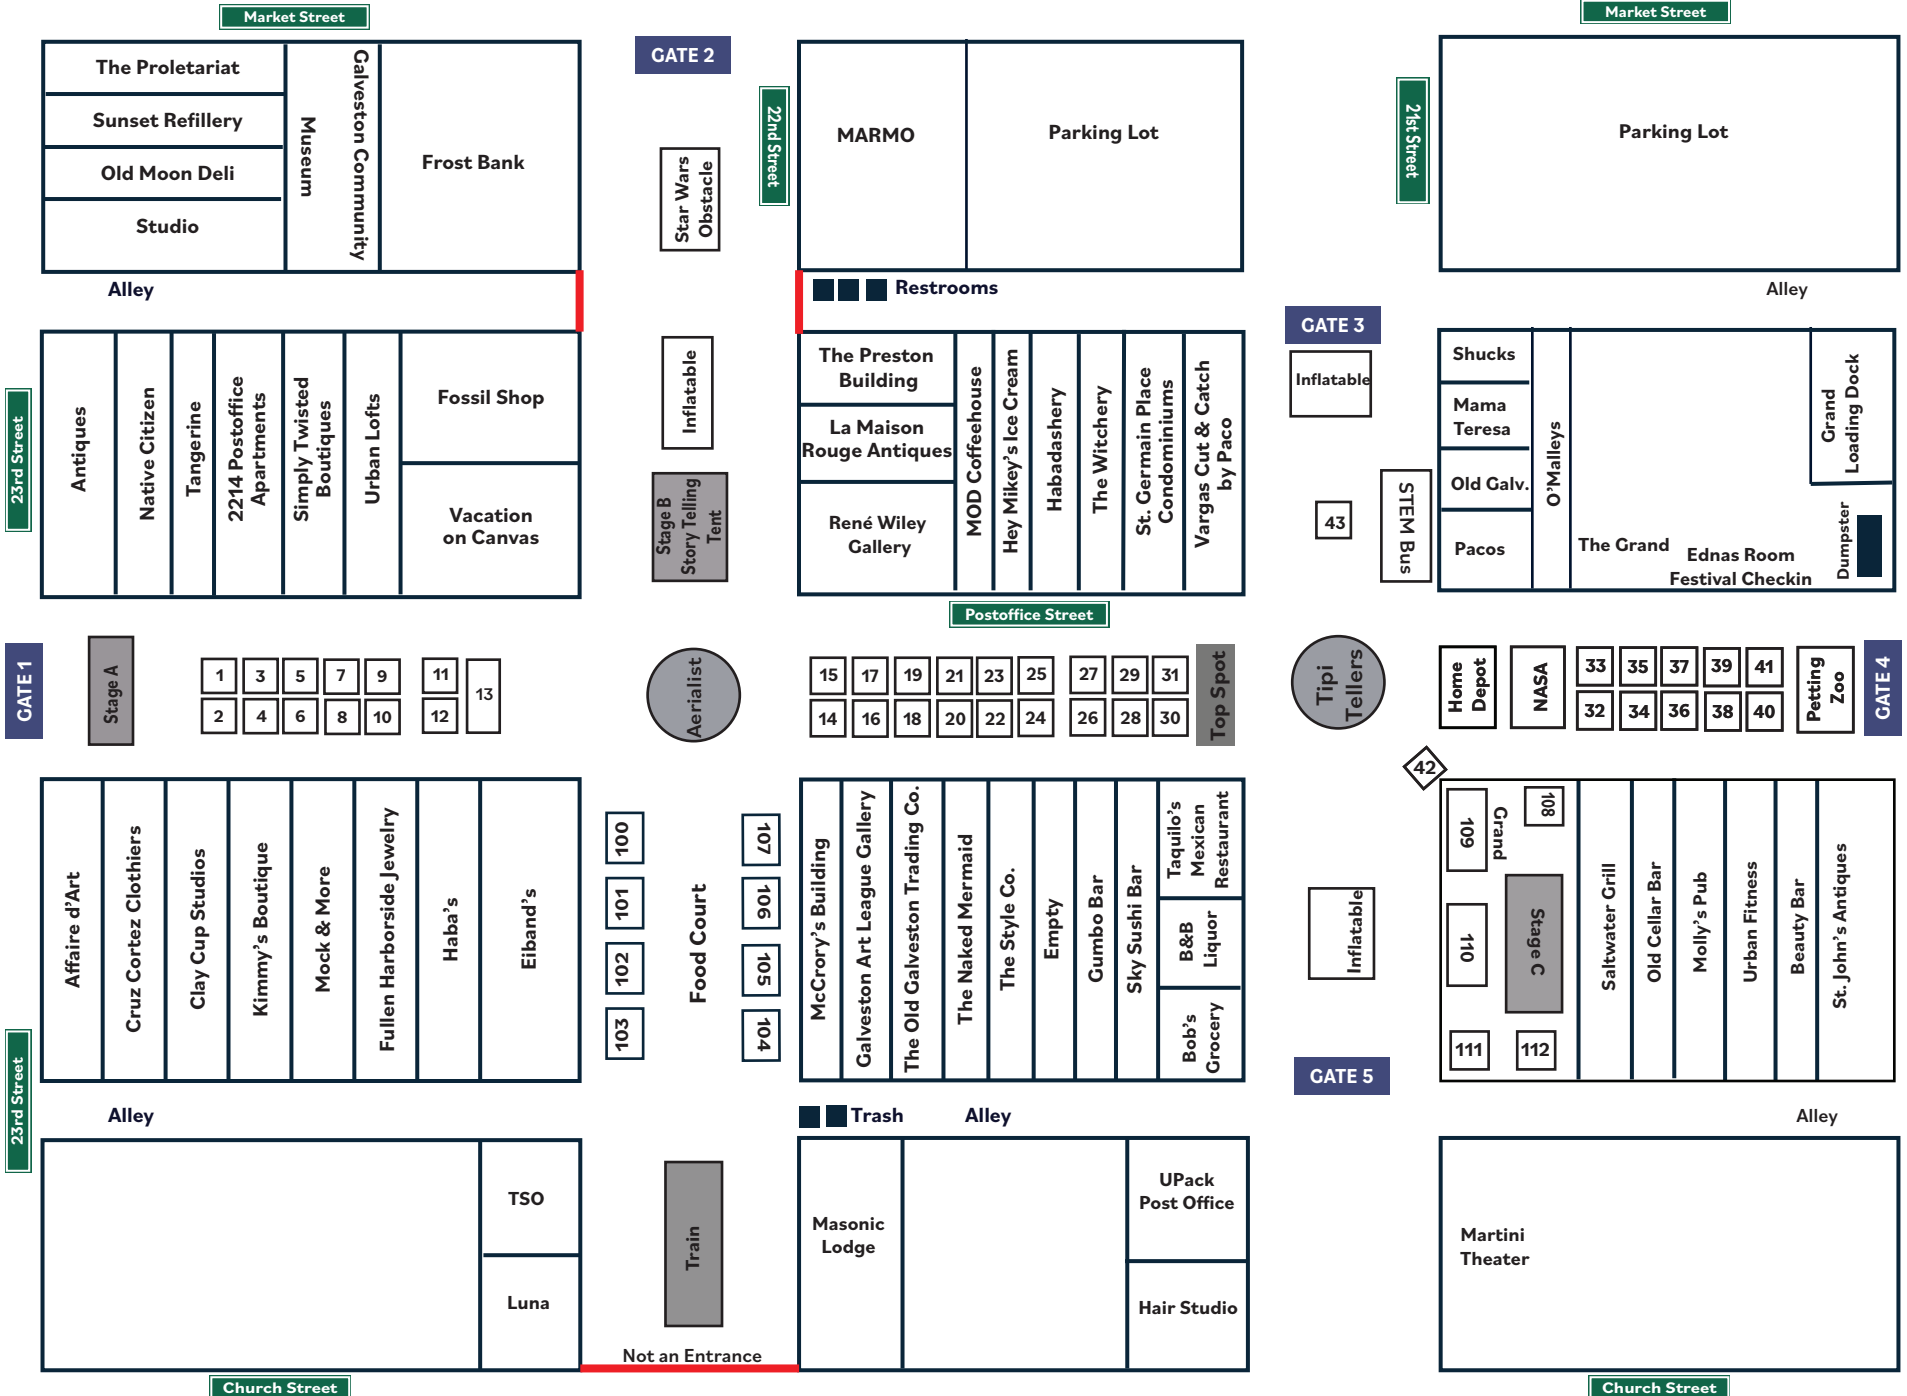 Market Street
Market Street
GATE 2
The Proletariat
Sunset Refillery
Old Moon Deli
Studio
Galveston Community
Museum
Frost Bank
Star Wars
Obstacle
22nd Street
MARMO
Parking Lot
21st Street
Parking Lot
Alley
Restrooms
Alley
GATE 3
23rd Street
Antiques
Native Citizen
Tangerine
2214 Postoffice
Apartments
Simply Twisted
Boutiques
Urban Lofts
Fossil Shop
Vacation
on Canvas
Inflatable
Stage B
Story Telling
Tent
The Preston
Building
La Maison
Rouge Antiques
René Wiley
Gallery
MOD Coffeehouse
Hey Mikey's Ice Cream
Habadashery
The Witchery
St. Germain Place
Condominiums
Vargas Cut & Catch
by Paco
Inflatable
43
STEM Bus
Shucks
Mama
Teresa
Old Galv.
Pacos
O'Malleys
The Grand
Ednas Room
Festival Checkin
Grand
Loading Dock
Dumpster
Postoffice Street
GATE 1
Stage A
1
3
5
7
9
11
13
2
4
6
8
10
12
Aerialist
15
17
19
21
23
25
27
29
31
14
16
18
20
22
24
26
28
30
Top Spot
Tipi
Tellers
Home
Depot
NASA
33
35
37
39
41
32
34
36
38
40
Petting
Zoo
GATE 4
42
Affaire d'Art
Cruz Cortez Clothiers
Clay Cup Studios
Kimmy's Boutique
Mock & More
Fullen Harborside Jewelry
Haba's
Eiband's
100
101
102
103
Food Court
107
106
105
104
McCrory's Building
Galveston Art League Gallery
The Old Galveston Trading Co.
The Naked Mermaid
The Style Co.
Empty
Gumbo Bar
Sky Sushi Bar
Taquilo's
Mexican
Restaurant
B&B
Liquor
Bob's
Grocery
Inflatable
GATE 5
109
Grand
108
110
Stage C
111
112
Saltwater Grill
Old Cellar Bar
Molly's Pub
Urban Fitness
Beauty Bar
St. John's Antiques
23rd Street
Alley
Trash
Alley
Alley
TSO
Luna
Train
Not an Entrance
Masonic
Lodge
UPack
Post Office
Hair Studio
Martini
Theater
Church Street
Church Street